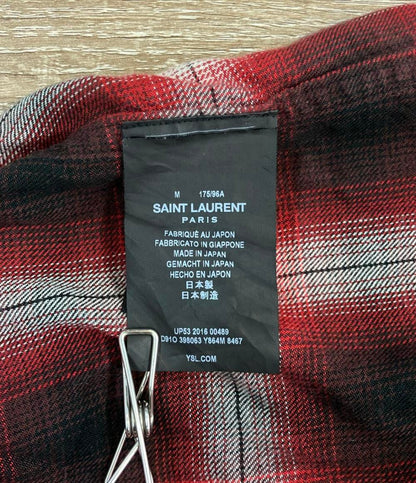 M 175/96A
SAINT LAURENT
PARIS
FABRIQUÉ AU JAPON
FABBRICATO IN GIAPPONE
MADE IN JAPAN
GEMACHT IN JAPAN
HECHO EN JAPON
日本製
日本制造
UP53 2016 00489
D91O 398063 Y864M 8467
YSL.COM